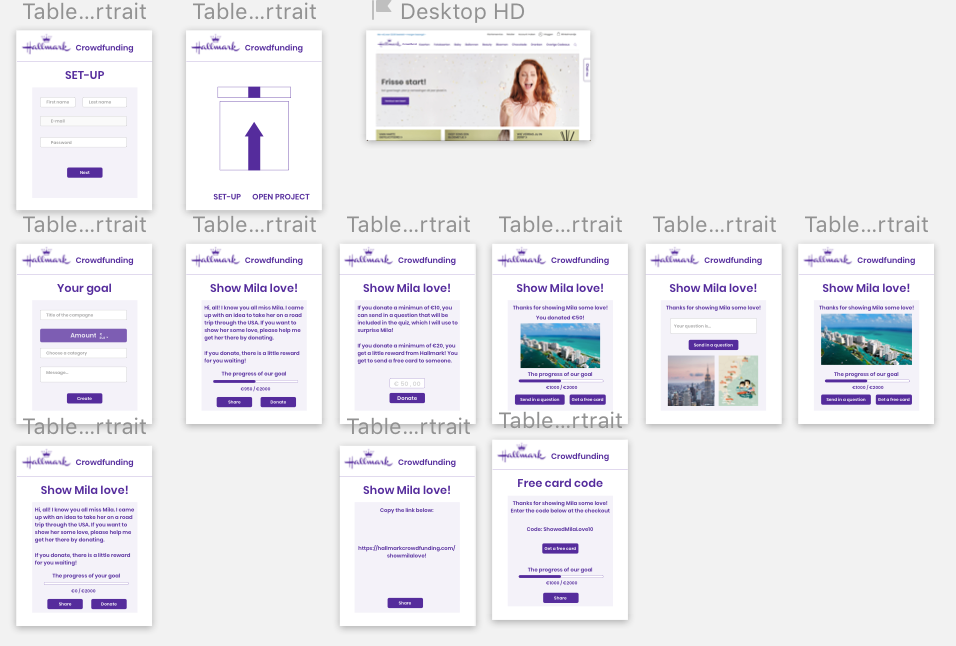 Table...rtrait
Table...rtrait
Desktop HD
Hallmark Crowdfunding
SET-UP
First name
Last name
E-mail
Password
Next
Hallmark Crowdfunding
SET-UP
OPEN PROJECT
Frisse start!
Table...rtrait
Table...rtrait
Table...rtrait
Table...rtrait
Table...rtrait
Table...rtrait
Hallmark Crowdfunding
Your goal
Title of the campagne
Amount
Choose a category
Message...
Create
Hallmark Crowdfunding
Show Mila love!
Hi, all! I know you all miss Mila. I came
up with an idea to take her on a road
trip through the USA. If you want to
show her some love, please help me
get her there by donating.
If you donate, there is a little reward
for you waiting!
The progress of our goal
€950 / €2000
Share
Donate
Hallmark Crowdfunding
Show Mila love!
If you donate a minimum of €10, you
can send in a question that will be
included in the quiz, which I will use to
surprise Mila!
If you donate a minimum of €20, you
get a little reward from Hallmark! You
get to send a free card to someone.
€ 50, 00
Donate
Hallmark Crowdfunding
Show Mila love!
Thanks for showing Mila some love!
You donated €50!
The progress of our goal
€1000 / €2000
Send in a question
Get a free card
Hallmark Crowdfunding
Show Mila love!
Thanks for showing Mila some love!
Your question is...
Send in a question
Hallmark Crowdfunding
Show Mila love!
Thanks for showing Mila some love!
The progress of our goal
€1000 / €2000
Send in a question
Get a free card
Table...rtrait
Table...rtrait
Table...rtrait
Hallmark Crowdfunding
Show Mila love!
Hi, all! I know you all miss Mila. I came
up with an idea to take her on a road
trip through the USA. If you want to
show her some love, please help me
get her there by donating.
If you donate, there is a little reward
for you waiting!
The progress of your goal
€0 / €2000
Share
Donate
Hallmark Crowdfunding
Show Mila love!
Copy the link below:
https://hallmarkcrowdfunding.com/
showmilalove!
Share
Hallmark Crowdfunding
Free card code
Thanks for showing Mila some love!
Enter the code below at the checkout
Code: ShowedMilaLove10
Get a free card
The progress of our goal
€1000 / €2000
Share